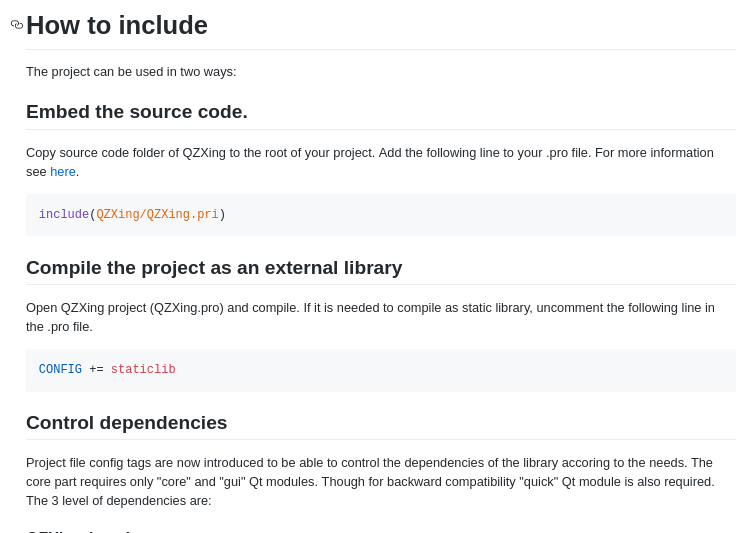 How to include
The project can be used in two ways:
Embed the source code.
Copy source code folder of QZXing to the root of your project. Add the following line to your .pro file. For more information
see here.
include(QZXing/QZXing.pri)
Compile the project as an external library
Open QZXing project (QZXing.pro) and compile. If it is needed to compile as static library, uncomment the following line in
the .pro file.
CONFIG += staticlib
Control dependencies
Project file config tags are now introduced to be able to control the dependencies of the library accoring to the needs. The
core part requires only "core" and "gui" Qt modules. Though for backward compatibility "quick" Qt module is also required.
The 3 level of dependencies are: